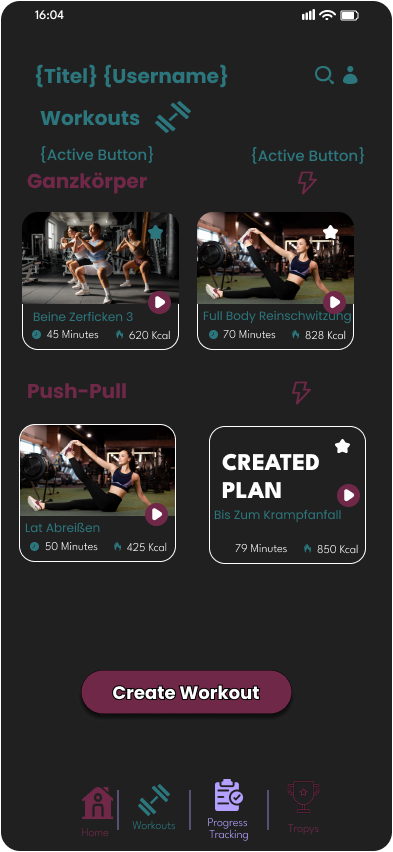 16:04
{Titel} {Username}
Workouts
{Active Button} {Active Button}
Ganzkörper
Beine Zerficken 3 Full Body Reinschwitzung
45 Minutes 620 Kcal 70 Minutes 828 Kcal
Push-Pull
CREATED
PLAN
Lat Abreißen Bis Zum Krampfanfall
50 Minutes 425 Kcal 79 Minutes 850 Kcal
Create Workout
Home Workouts Progress Tropys
Tracking